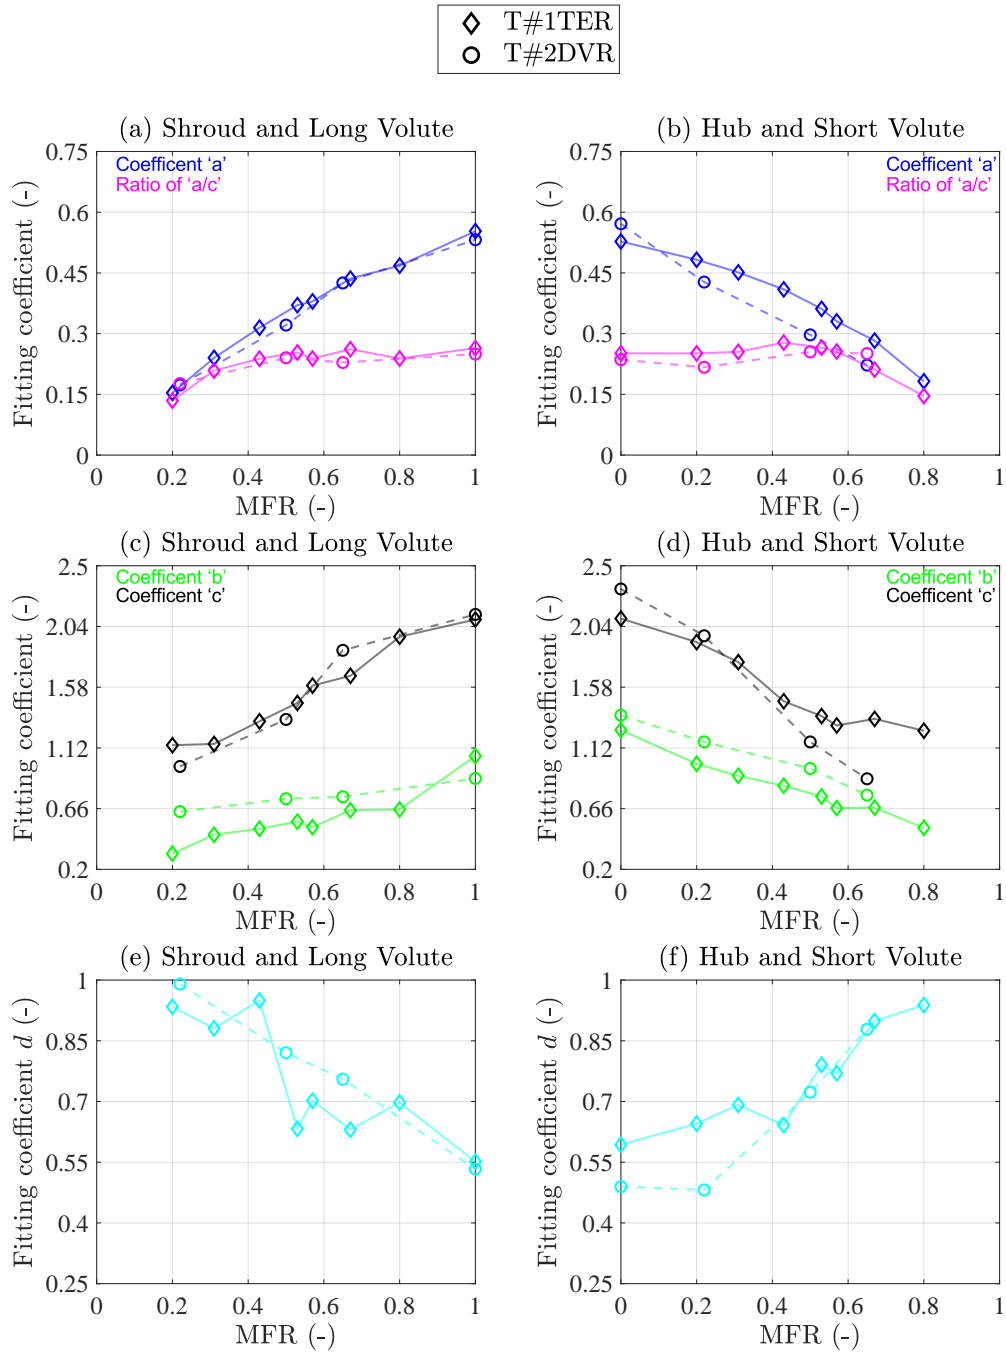 T#1TER
T#2DVR
(a) Shroud and Long Volute
Coefficent ‘a’
Ratio of ‘a/c’
Fitting coefficient (-)
0.75
0.6
0.45
0.3
0.15
0
0 0.2 0.4 0.6 0.8 1
MFR (-)
(b) Hub and Short Volute
Coefficent ‘a’
Ratio of ‘a/c’
Fitting coefficient (-)
0.75
0.6
0.45
0.3
0.15
0
0 0.2 0.4 0.6 0.8 1
MFR (-)
(c) Shroud and Long Volute
Coefficent ‘b’
Coefficent ‘c’
Fitting coefficient (-)
2.5
2.04
1.58
1.12
0.66
0.2
0 0.2 0.4 0.6 0.8 1
MFR (-)
(d) Hub and Short Volute
Coefficent ‘b’
Coefficent ‘c’
Fitting coefficient (-)
2.5
2.04
1.58
1.12
0.66
0.2
0 0.2 0.4 0.6 0.8 1
MFR (-)
(e) Shroud and Long Volute
Fitting coefficient d (-)
1
0.85
0.7
0.55
0.4
0.25
0 0.2 0.4 0.6 0.8 1
MFR (-)
(f) Hub and Short Volute
Fitting coefficient d (-)
1
0.85
0.7
0.55
0.4
0.25
0 0.2 0.4 0.6 0.8 1
MFR (-)